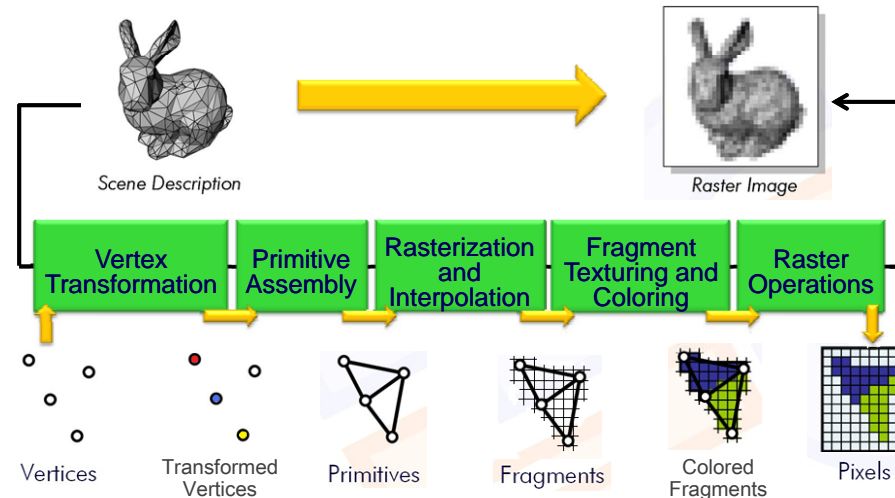 Scene Description
Raster Image
Vertex
Transformation
Primitive
Assembly
Rasterization
and
Interpolation
Fragment
Texturing and
Coloring
Raster
Operations
Vertices
Transformed
Vertices
Primitives
Fragments
Colored
Fragments
Pixels